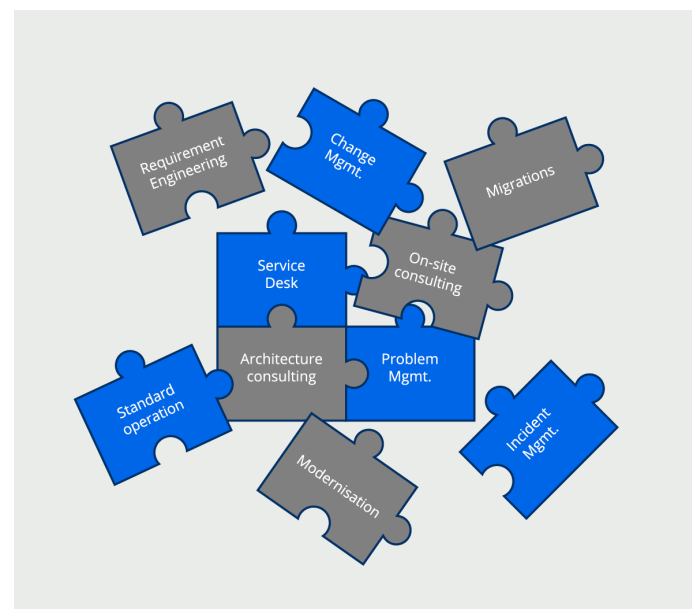 Requirement
Engineering
Change
Mgmt.
Migrations
Service
Desk
On-site
consulting
Architecture
consulting
Problem
Mgmt.
Standard
operation
Incident
Mgmt.
Modernisation